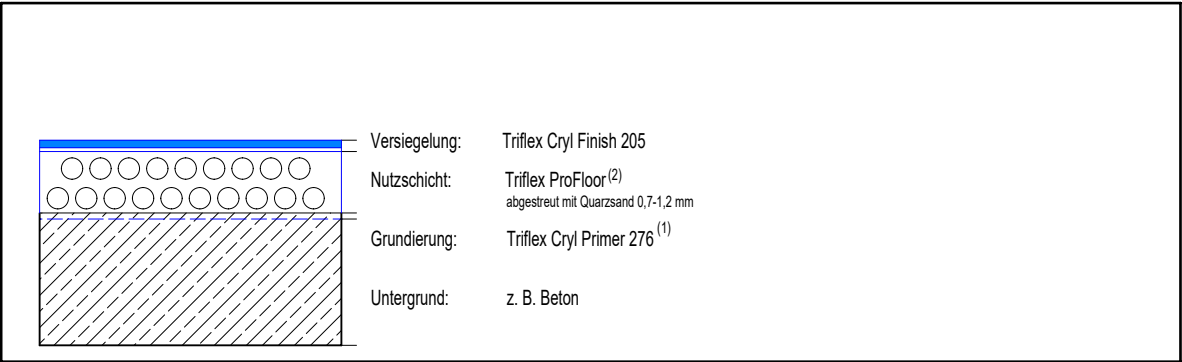 Versiegelung: Triflex Cryl Finish 205
Nutzschicht: Triflex ProFloor (2)
abgestreut mit Quarzsand 0,7-1,2 mm
Grundierung: Triflex Cryl Primer 276 (1)
Untergrund: z. B. Beton